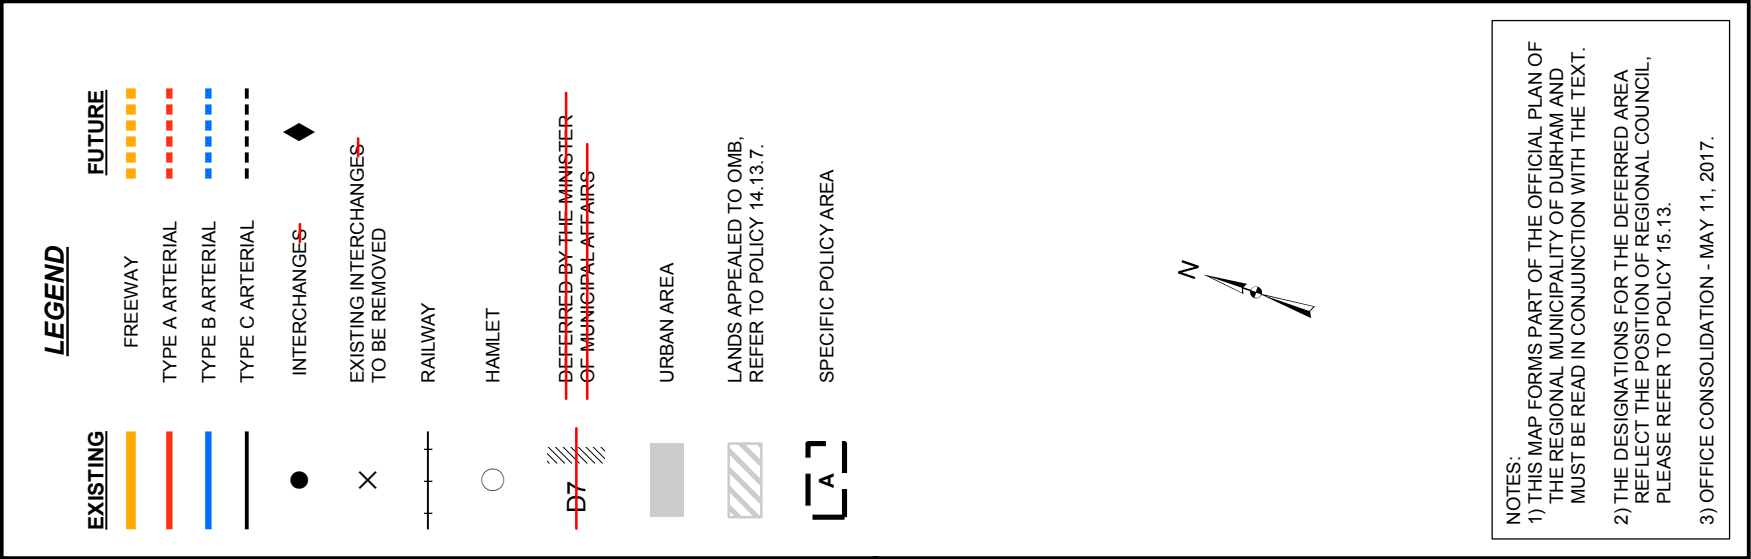 LEGEND
EXISTING
FUTURE
FREEWAY
TYPE A ARTERIAL
TYPE B ARTERIAL
TYPE C ARTERIAL
INTERCHANGES
EXISTING INTERCHANGES
TO BE REMOVED
RAILWAY
HAMLET
D7
DEFERRED BY THE MINISTER
OF MUNICIPAL AFFAIRS
URBAN AREA
LANDS APPEALED TO OMB,
REFER TO POLICY 14.13.7.
A
SPECIFIC POLICY AREA
N
NOTES:
1) THIS MAP FORMS PART OF THE OFFICIAL PLAN OF
THE REGIONAL MUNICIPALITY OF DURHAM AND
MUST BE READ IN CONJUNCTION WITH THE TEXT.
2) THE DESIGNATIONS FOR THE DEFERRED AREA
REFLECT THE POSITION OF REGIONAL COUNCIL,
PLEASE REFER TO POLICY 15.13.
3) OFFICE CONSOLIDATION - MAY 11, 2017.